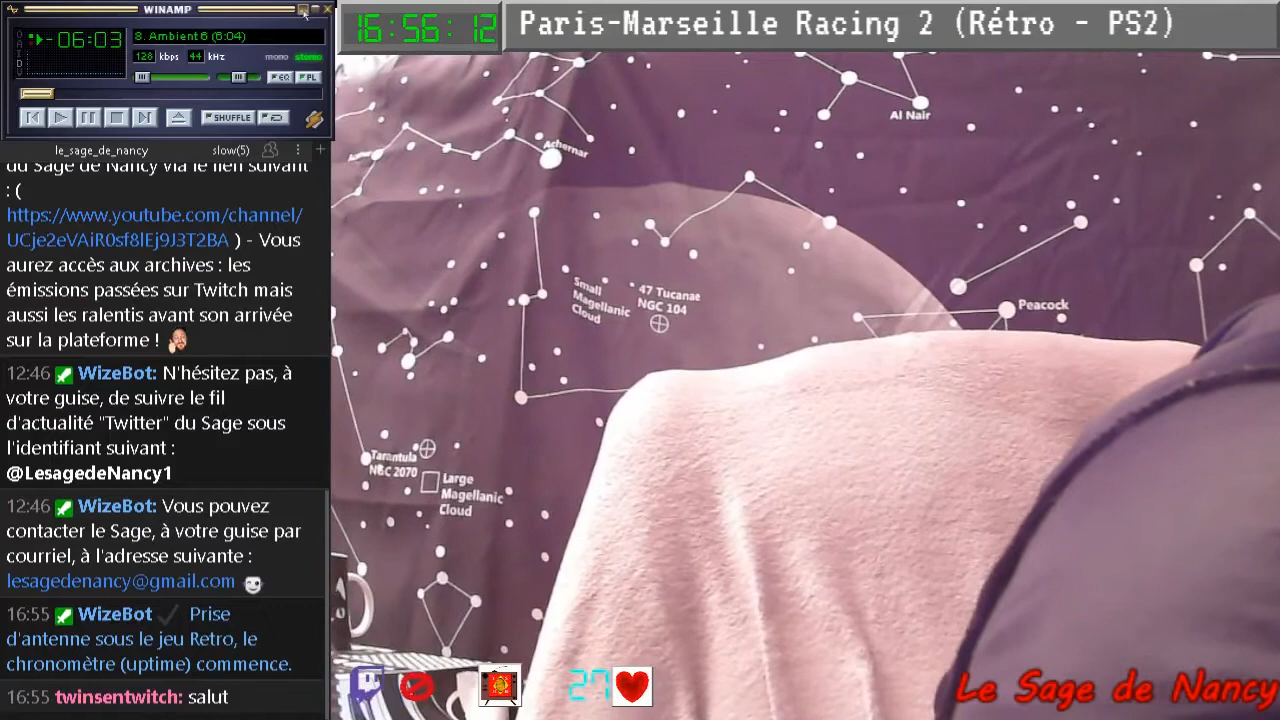 WINAMP
-06:03
8. Ambient 6 (6:04)
128 kbps 44 kHz mono stereo
EQ PL
SHUFFLE
16:56:12
Paris-Marseille Racing 2 (Rétro - PS2)
le_sage_de_nancy slow(5)
du Sage de Nancy via le lien suivant
: (
https://www.youtube.com/channel/
UCje2eVAiR0sf8lEj9J3T2BA ) - Vous
aurez accès aux archives : les
émissions passées sur Twitch mais
aussi les ralentis avant son arrivée
sur la plateforme !
12:46 WizeBot: N'hésitez pas, à
votre guise, de suivre le fil
d'actualité "Twitter" du Sage sous
l'identifiant suivant :
@LesagedeNancy1
12:46 WizeBot: Vous pouvez
contacter le Sage, à votre guise par
courriel, à l'adresse suivante :
lesagedenancy@gmail.com
16:55 WizeBot Prise
d'antenne sous le jeu Retro, le
chronomètre (uptime) commence.
16:55 twinsentwitch: salut
Al Nair
Achernar
Small
Magellanic
Cloud
47 Tucanae
NGC 104
Peacock
Tarantula
NGC 2070
Large
Magellanic
Cloud
27
Le Sage de Nancy